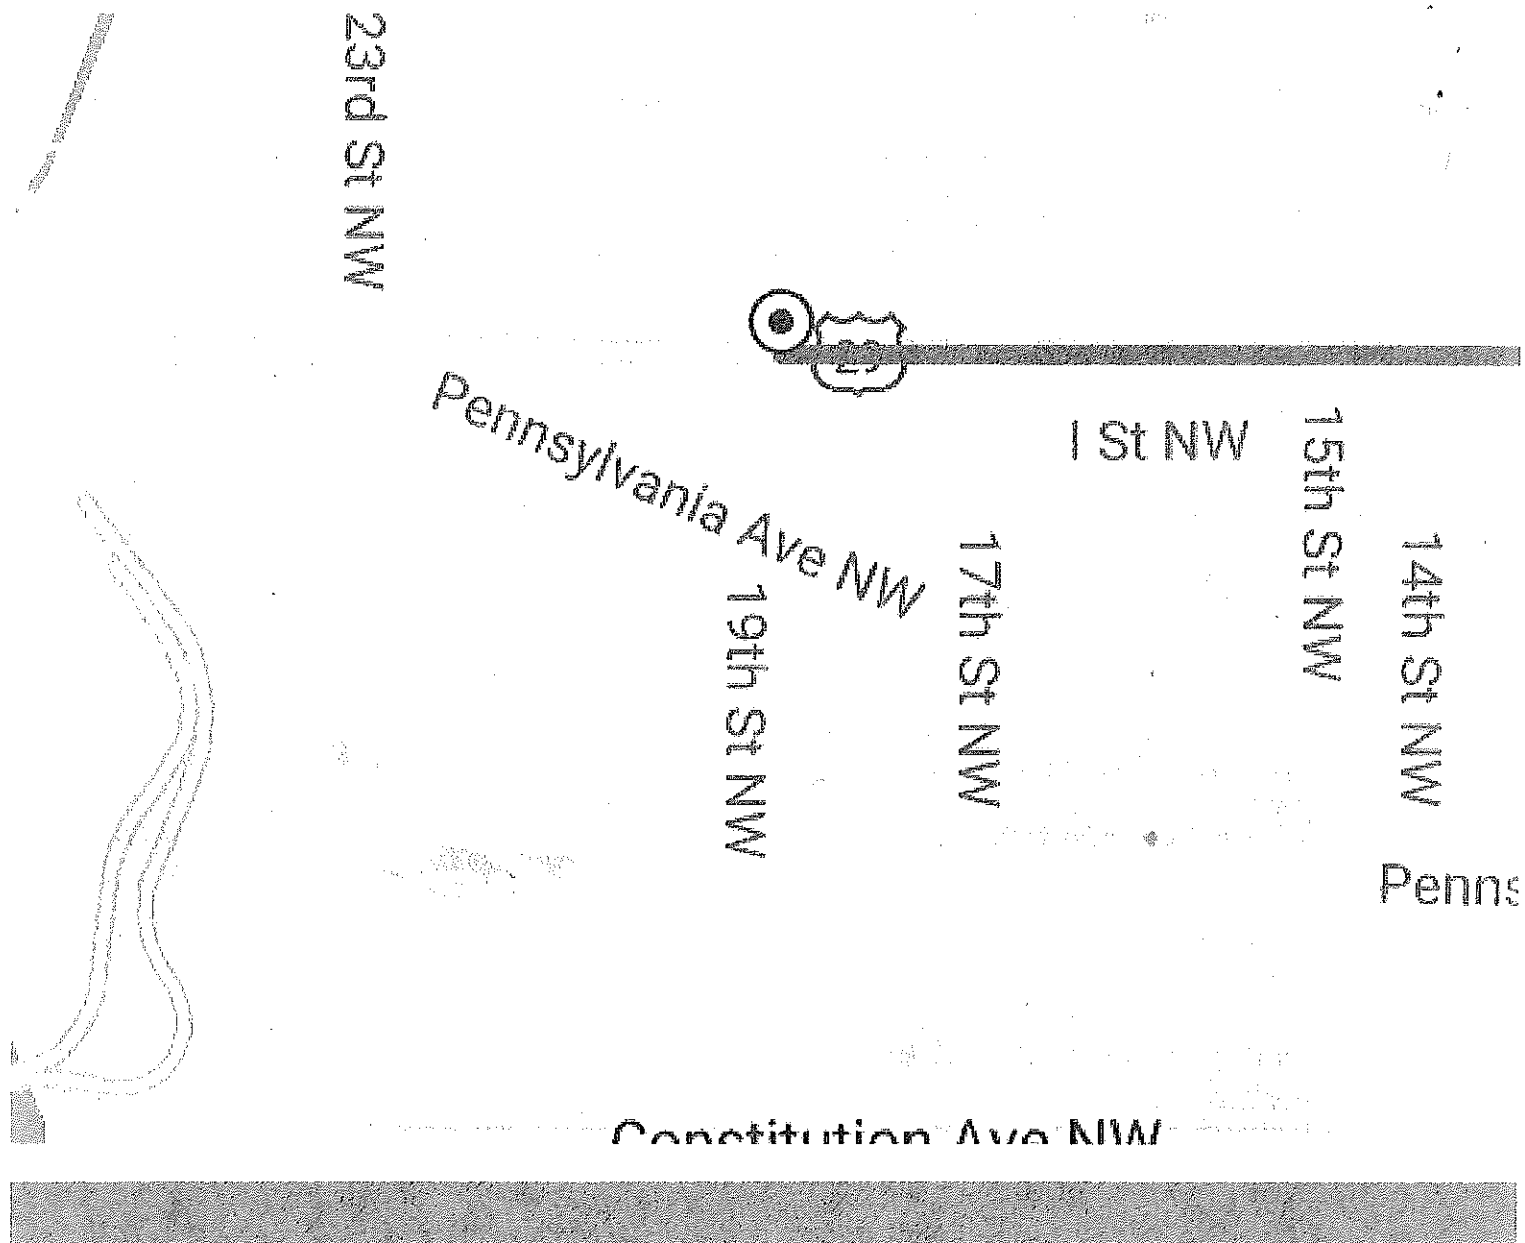 23rd St NW
29
Pennsylvania Ave NW
I St NW
15th St NW
17th St NW
14th St NW
19th St NW
Penns
Constitution Ave NW